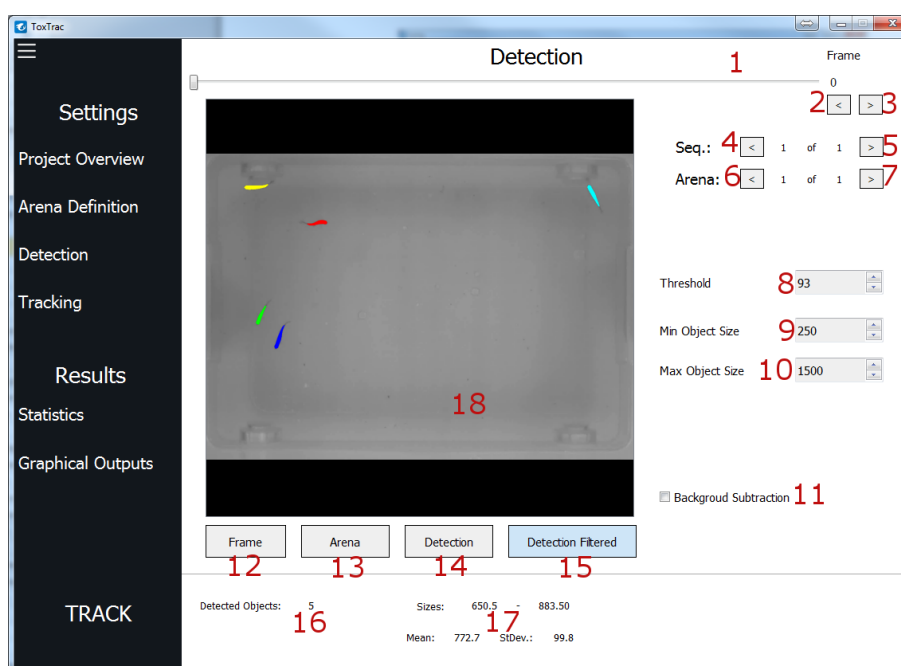 ToxTrac
Detection
1
Frame
0
2 < > 3
Settings
Project Overview
Arena Definition
Detection
Tracking
Results
Statistics
Graphical Outputs
TRACK
Seq.: 4 < 1 of 1 > 5
Arena: 6 < 1 of 1 > 7
Threshold 8 93
Min Object Size 9 250
Max Object Size 10 1500
18
Backgroud Subtraction 11
Frame Arena Detection Detection Filtered
12 13 14 15
Detected Objects: 5 Sizes: 650.5 - 883.50
16 17
Mean: 772.7 StDev.: 99.8